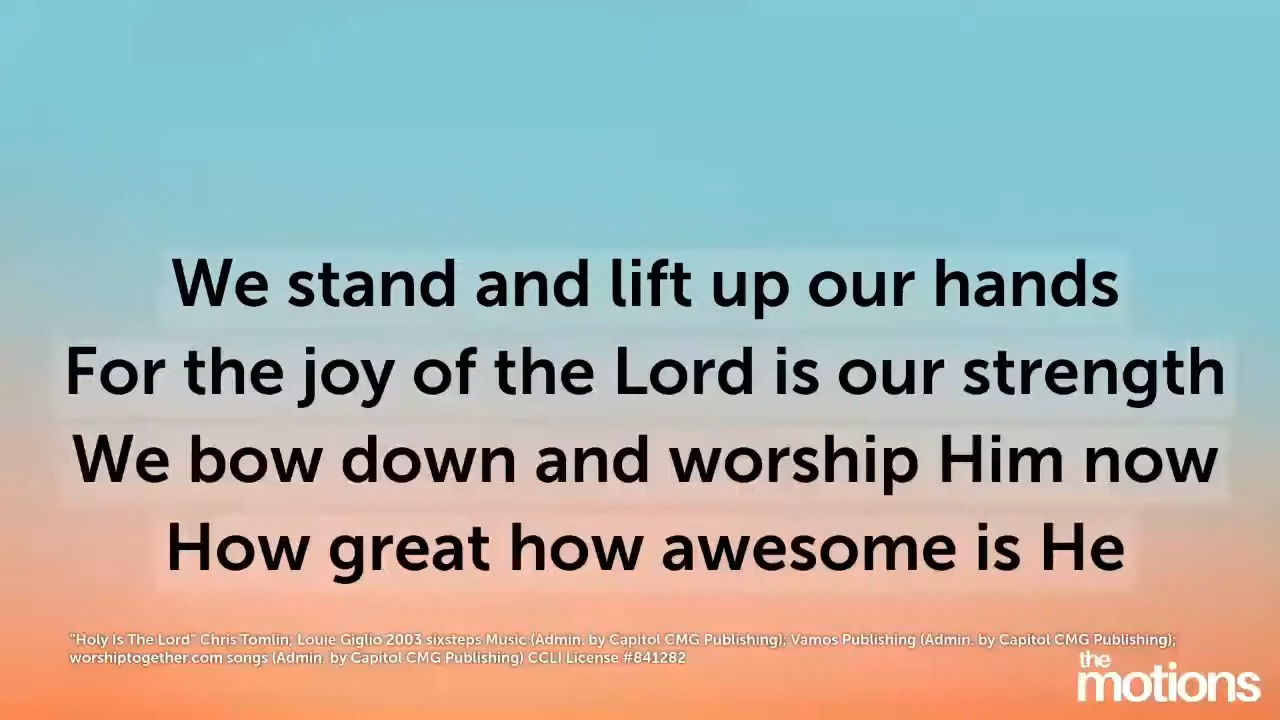 We stand and lift up our hands
For the joy of the Lord is our strength
We bow down and worship Him now
How great how awesome is He
"Holy Is The Lord" Chris Tomlin; Louie Giglio 2003 sixsteps Music (Admin. by Capitol CMG Publishing); Vamos Publishing (Admin. by Capitol CMG Publishing);
worshiptogether.com songs (Admin. by Capitol CMG Publishing) CCLI License #841282
the
motions